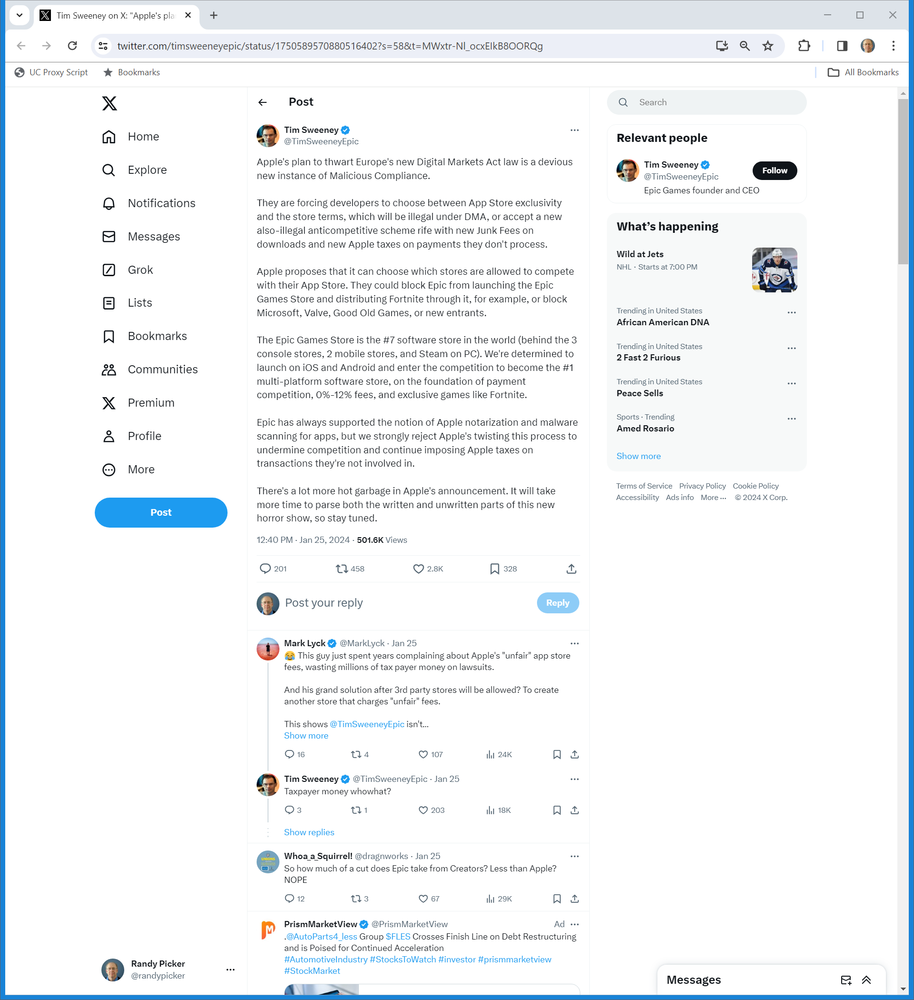 Tim Sweeney on X: "Apple's pla
twitter.com/timsweeneyepic/status/1750589570880516402?s=58&t=MWxtr-Nl_ocxEIkB8OORQg
UC Proxy Script
Bookmarks
All Bookmarks
Home
Explore
Notifications
Messages
Grok
Lists
Bookmarks
Communities
Premium
Profile
More
Post
Randy Picker
@randypicker
Post
Tim Sweeney
@TimSweeneyEpic
Apple's plan to thwart Europe's new Digital Markets Act law is a devious
new instance of Malicious Compliance.
They are forcing developers to choose between App Store exclusivity
and the store terms, which will be illegal under DMA, or accept a new
also-illegal anticompetitive scheme rife with new Junk Fees on
downloads and new Apple taxes on payments they don't process.
Apple proposes that it can choose which stores are allowed to compete
with their App Store. They could block Epic from launching the Epic
Games Store and distributing Fortnite through it, for example, or block
Microsoft, Valve, Good Old Games, or new entrants.
The Epic Games Store is the #7 software store in the world (behind the 3
console stores, 2 mobile stores, and Steam on PC). We're determined to
launch on iOS and Android and enter the competition to become the #1
multi-platform software store, on the foundation of payment
competition, 0%-12% fees, and exclusive games like Fortnite.
Epic has always supported the notion of Apple notarization and malware
scanning for apps, but we strongly reject Apple's twisting this process to
undermine competition and continue imposing Apple taxes on
transactions they're not involved in.
There's a lot more hot garbage in Apple's announcement. It will take
more time to parse both the written and unwritten parts of this new
horror show, so stay tuned.
12:40 PM · Jan 25, 2024 · 501.6K Views
201 458 2.8K 328
Post your reply
Reply
Mark Lyck @MarkLyck · Jan 25
😂 This guy just spent years complaining about Apple's "unfair" app store
fees, wasting millions of tax payer money on lawsuits.
And his grand solution after 3rd party stores will be allowed? To create
another store that charges "unfair" fees.
This shows @TimSweeneyEpic isn't...
Show more
16 4 107 24K
Tim Sweeney @TimSweeneyEpic · Jan 25
Taxpayer money whowhat?
3 1 203 18K
Show replies
Whoa_a_Squirrel! @dragnworks · Jan 25
So how much of a cut does Epic take from Creators? Less than Apple?
NOPE
12 3 67 29K
PrismMarketView @PrismMarketView Ad
.@AutoParts4_less Group $FLES Crosses Finish Line on Debt Restructuring
and is Poised for Continued Acceleration
#AutomotiveIndustry #StocksToWatch #investor #prismmarketview
#StockMarket
Search
Relevant people
Tim Sweeney
@TimSweeneyEpic
Follow
Epic Games founder and CEO
What's happening
Wild at Jets
NHL · Starts at 7:00 PM
Trending in United States
African American DNA
Trending in United States
2 Fast 2 Furious
Trending in United States
Peace Sells
Sports · Trending
Amed Rosario
Show more
Terms of Service Privacy Policy Cookie Policy
Accessibility Ads info More ··· © 2024 X Corp.
Messages